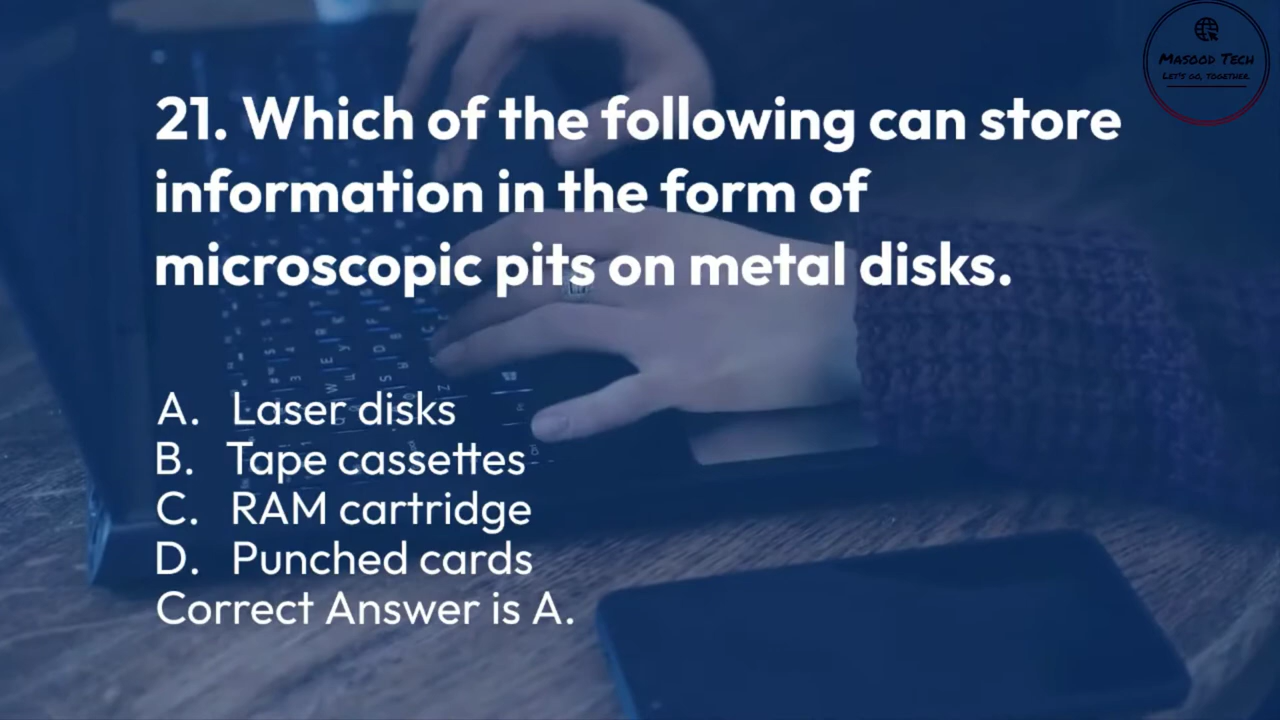 MASOOD TECH
LET'S GO, TOGETHER.
21. Which of the following can store
information in the form of
microscopic pits on metal disks.
A. Laser disks
B. Tape cassettes
C. RAM cartridge
D. Punched cards
Correct Answer is A.